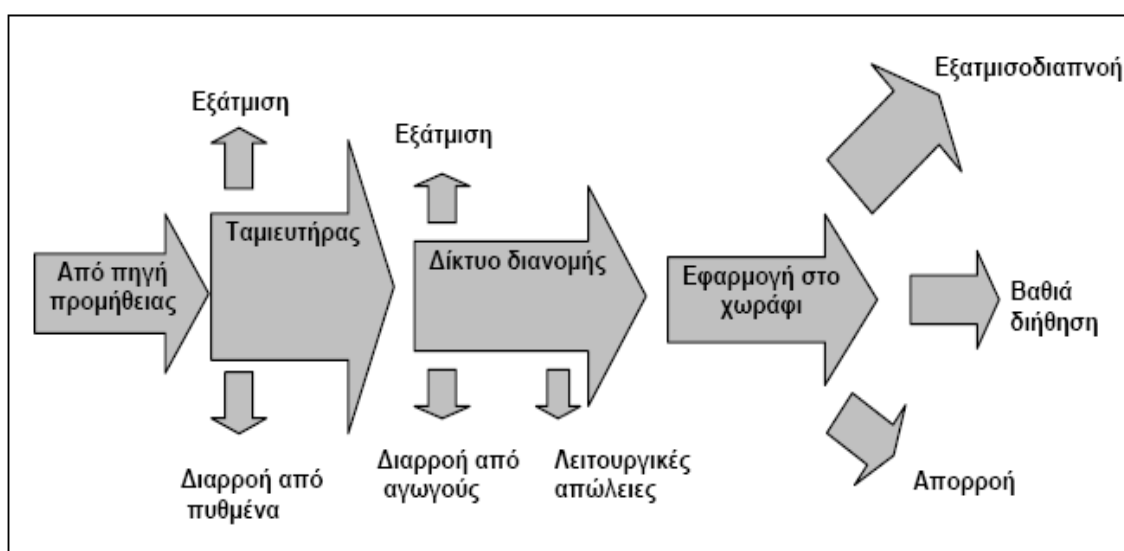 Εξάτμιση
Εξάτμιση
Εξατμισοδιαπνοή
Από πηγή
προμήθειας
Ταμιευτήρας
Δίκτυο διανομής
Εφαρμογή στο
χωράφι
Βαθιά
διήθηση
Διαρροή από
πυθμένα
Διαρροή από
αγωγούς
Λειτουργικές
απώλειες
Απορροή